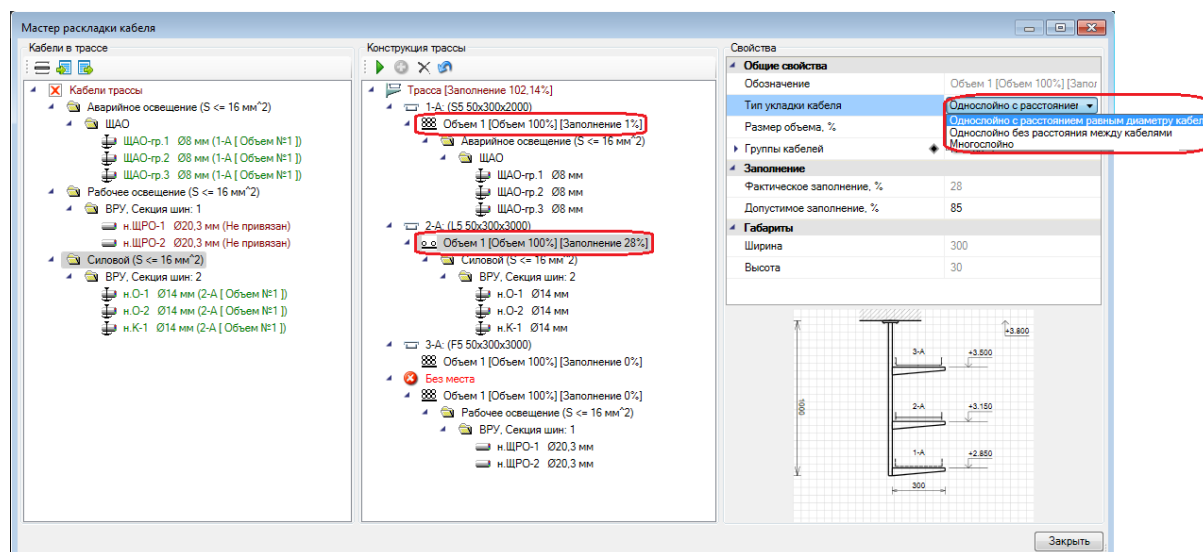 Мастер раскладки кабеля
Кабели в трассе
Кабели трассы
Аварийное освещение (S <= 16 мм^2)
ЩАО
ЩАО-гр.1 Ø8 мм (1-А [ Объем №1 ])
ЩАО-гр.2 Ø8 мм (1-А [ Объем №1 ])
ЩАО-гр.3 Ø8 мм (1-А [ Объем №1 ])
Рабочее освещение (S <= 16 мм^2)
ВРУ, Секция шин: 1
н.ЩРО-1 Ø20,3 мм (Не привязан)
н.ЩРО-2 Ø20,3 мм (Не привязан)
Силовой (S <= 16 мм^2)
ВРУ, Секция шин: 2
н.О-1 Ø14 мм (2-А [ Объем №1 ])
н.О-2 Ø14 мм (2-А [ Объем №1 ])
н.К-1 Ø14 мм (2-А [ Объем №1 ])
Конструкция трассы
Трасса [Заполнение 102,14%]
1-А: (S5 50x300x2000)
Объем 1 [Объем 100%] [Заполнение 1%]
Аварийное освещение (S <= 16 мм^2)
ЩАО
ЩАО-гр.1 Ø8 мм
ЩАО-гр.2 Ø8 мм
ЩАО-гр.3 Ø8 мм
2-А: (L5 50x300x3000)
Объем 1 [Объем 100%] [Заполнение 28%]
Силовой (S <= 16 мм^2)
ВРУ, Секция шин: 2
н.О-1 Ø14 мм
н.О-2 Ø14 мм
н.К-1 Ø14 мм
3-А: (F5 50x300x3000)
Объем 1 [Объем 100%] [Заполнение 0%]
Без места
Объем 1 [Объем 100%] [Заполнение 0%]
Рабочее освещение (S <= 16 мм^2)
ВРУ, Секция шин: 1
н.ЩРО-1 Ø20,3 мм
н.ЩРО-2 Ø20,3 мм
Свойства
Общие свойства
Обозначение Объем 1 [Объем 100%] [Запол
Тип укладки кабеля Однослойно с расстояние
Однослойно с расстоянием равным диаметру кабел
Однослойно без расстояния между кабелями
Многослойно
Размер объема, %
Группы кабелей
Заполнение
Фактическое заполнение, % 28
Допустимое заполнение, % 85
Габариты
Ширина 300
Высота 30
+3.800
3-А +3.500
2-А +3.150
1-А +2.850
1000
300
Закрыть